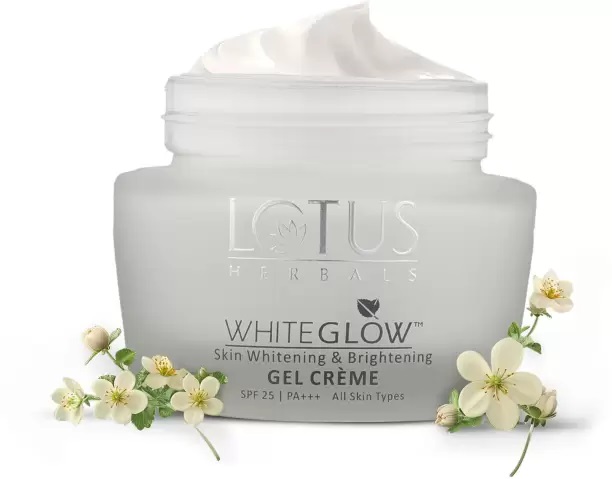 LOTUS
HERBALS
WHITEGLOW™
Skin Whitening & Brightening
GEL CRÈME
SPF 25 | PA+++ All Skin Types